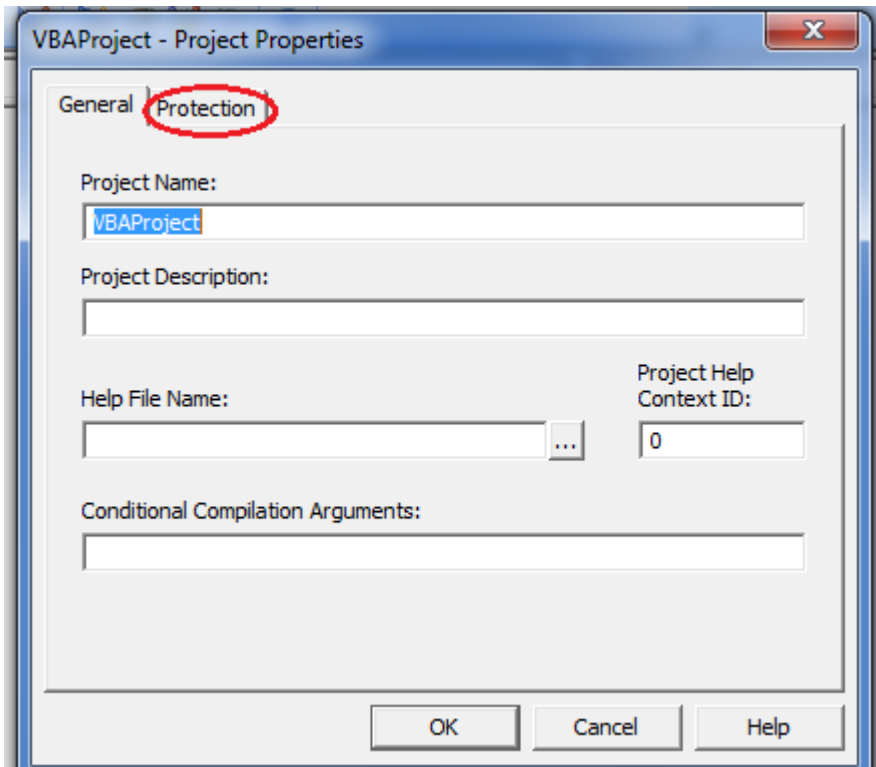 VBAProject - Project Properties
General Protection
Project Name:
VBAProject
Project Description:
Project Help
Help File Name: Context ID:
... 0
Conditional Compilation Arguments:
OK Cancel Help